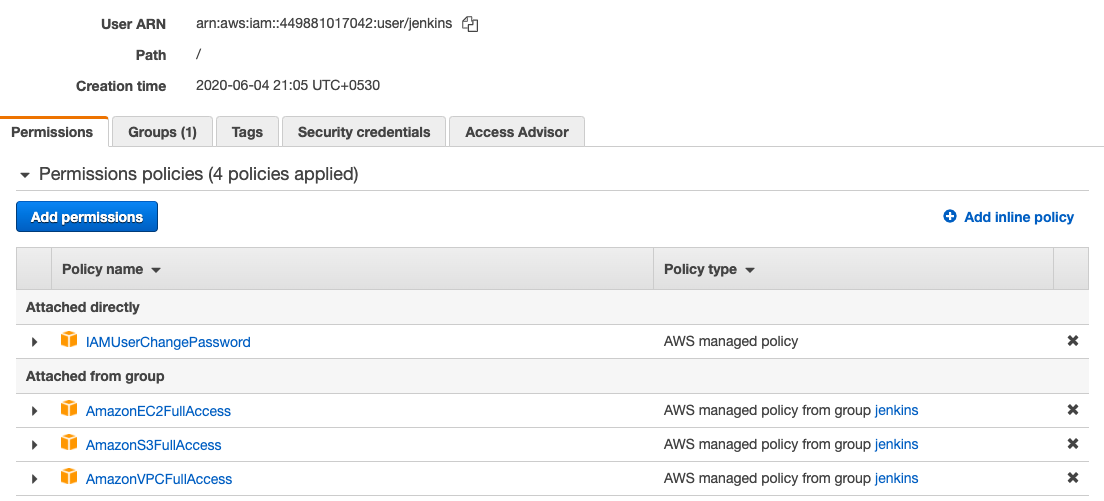 User ARN arn:aws:iam::449881017042:user/jenkins
Path /
Creation time 2020-06-04 21:05 UTC+0530
Permissions Groups (1) Tags Security credentials Access Advisor
Permissions policies (4 policies applied)
Add permissions Add inline policy
Policy name Policy type
Attached directly
IAMUserChangePassword AWS managed policy
Attached from group
AmazonEC2FullAccess AWS managed policy from group jenkins
AmazonS3FullAccess AWS managed policy from group jenkins
AmazonVPCFullAccess AWS managed policy from group jenkins